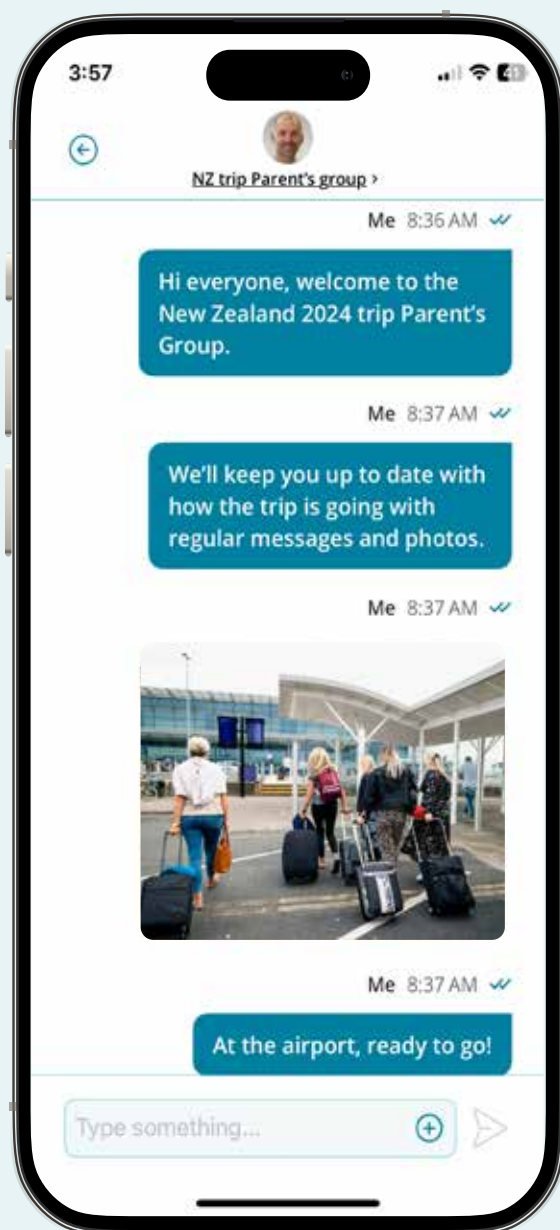 3:57
NZ trip Parent's group >
Me 8:36 AM
Hi everyone, welcome to the
New Zealand 2024 trip Parent's
Group.
Me 8:37 AM
We'll keep you up to date with
how the trip is going with
regular messages and photos.
Me 8:37 AM
Me 8:37 AM
At the airport, ready to go!
Type something...